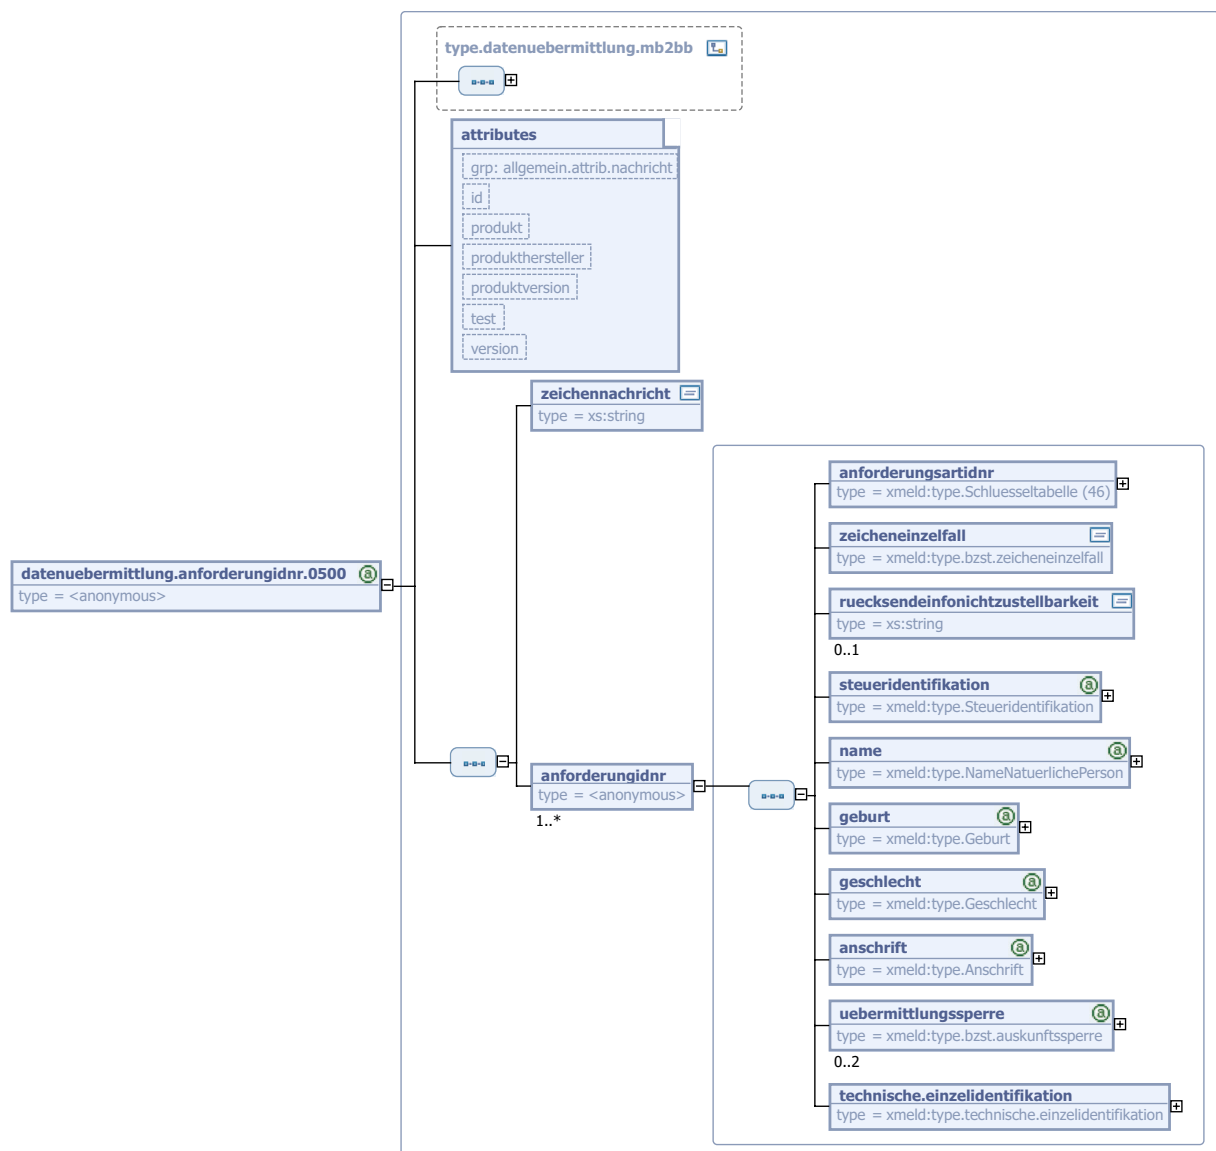 type.datenuebermittlung.mb2bb
attributes
grp: allgemein.attrib.nachricht
id
produkt
produkthersteller
produktversion
test
version
zeichennachricht
type = xs:string
datenuebermittlung.anforderungidnr.0500 a
type = <anonymous>
anforderungidnr
type = <anonymous>
1..*
anforderungsartidnr
type = xmeld:type.Schluesseltabelle (46)
zeicheneinzelfall
type = xmeld:type.bzst.zeicheneinzelfall
ruecksendeinfonichtzustellbarkeit
type = xs:string
0..1
steueridentifikation a
type = xmeld:type.Steueridentifikation
name a
type = xmeld:type.NameNatuerlichePerson
geburt a
type = xmeld:type.Geburt
geschlecht a
type = xmeld:type.Geschlecht
anschrift a
type = xmeld:type.Anschrift
uebermittlungssperre a
type = xmeld:type.bzst.auskunftssperre
0..2
technische.einzelidentifikation
type = xmeld:type.technische.einzelidentifikation